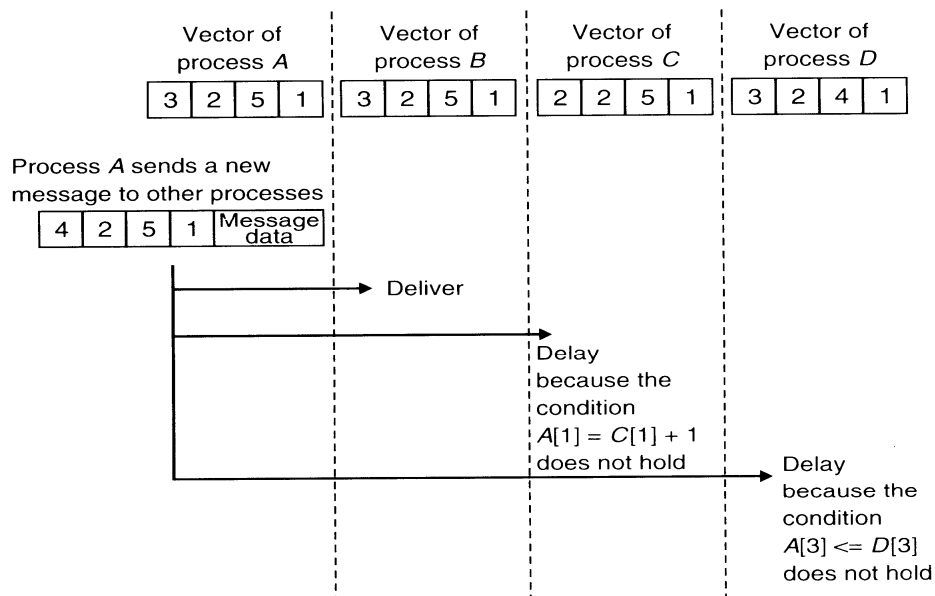 Vector of
process A
Vector of
process B
Vector of
process C
Vector of
process D
3 2 5 1
3 2 5 1
2 2 5 1
3 2 4 1
Process A sends a new
message to other processes
4 2 5 1 Message
data
Deliver
Delay
because the
condition
A[1] = C[1] + 1
does not hold
Delay
because the
condition
A[3] <= D[3]
does not hold